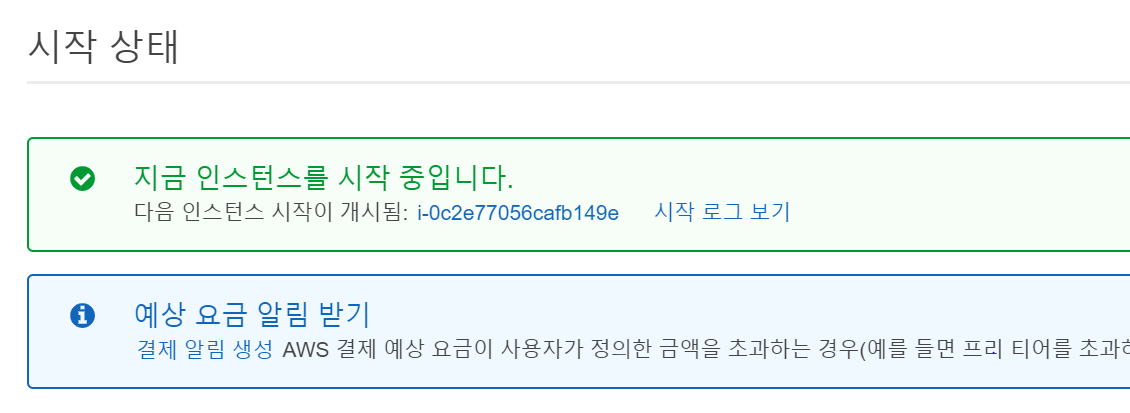 시작 상태
지금 인스턴스를 시작 중입니다.
다음 인스턴스 시작이 개시됨: i-0c2e77056cafb149e 시작 로그 보기
예상 요금 알림 받기
결제 알림 생성 AWS 결제 예상 요금이 사용자가 정의한 금액을 초과하는 경우(예를 들면 프리 티어를